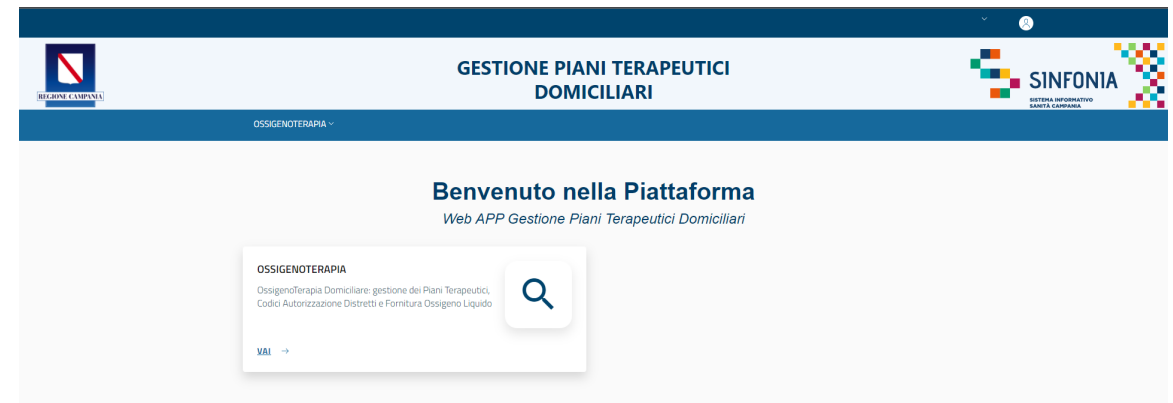 REGIONE CAMPANIA
GESTIONE PIANI TERAPEUTICI
DOMICILIARI
SINFONIA
SISTEMA INFORMATIVO
SANITÀ CAMPANIA
OSSIGENOTERAPIA
Benvenuto nella Piattaforma
Web APP Gestione Piani Terapeutici Domiciliari
OSSIGENOTERAPIA
OssigenoTerapia Domiciliare: gestione dei Piani Terapeutici,
Codici Autorizzazione Distretti e Fornitura Ossigeno Liquido
VAI